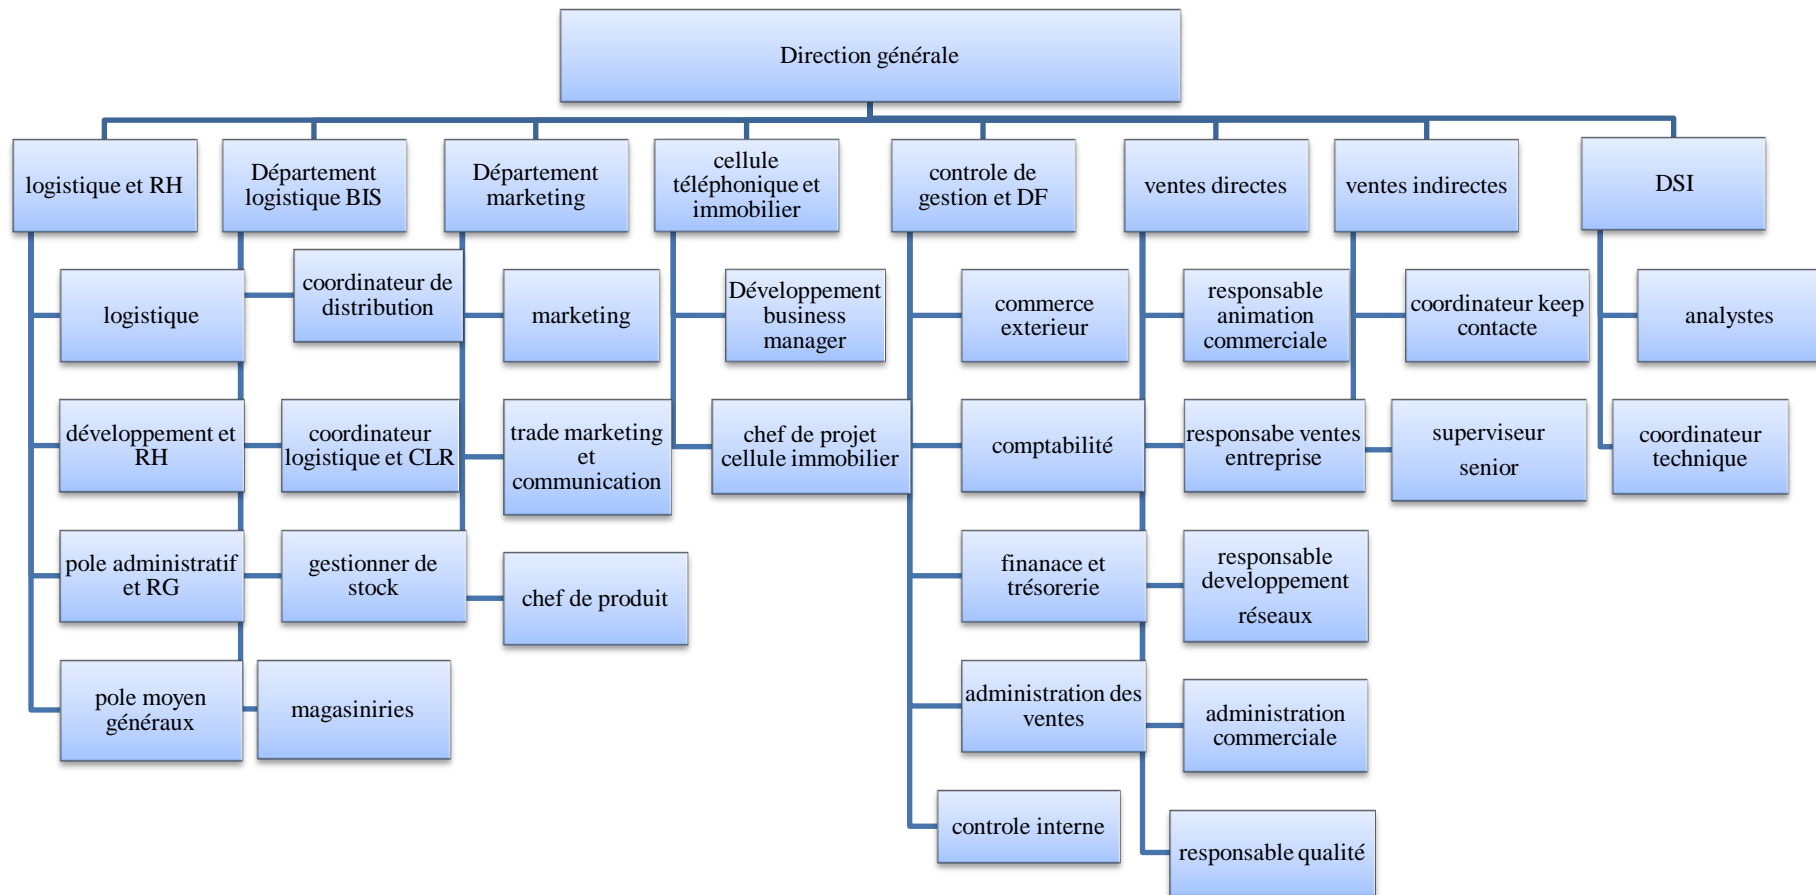 Direction générale
logistique et RH
Département
logistique BIS
Département
marketing
cellule
téléphonique et
immobilier
controle de
gestion et DF
ventes directes
ventes indirectes
DSI
logistique
développement et
RH
pole administratif
et RG
pole moyen
généraux
coordinateur de
distribution
coordinateur
logistique et CLR
gestionner de
stock
magasiniries
marketing
trade marketing
et
communication
chef de produit
Développement
business
manager
chef de projet
cellule immobilier
commerce
exterieur
comptabilité
finanace et
trésorerie
administration des
ventes
controle interne
responsable
animation
commerciale
responsabe ventes
entreprise
responsable
developpement
réseaux
administration
commerciale
responsable qualité
coordinateur keep
contacte
superviseur
senior
analystes
coordinateur
technique